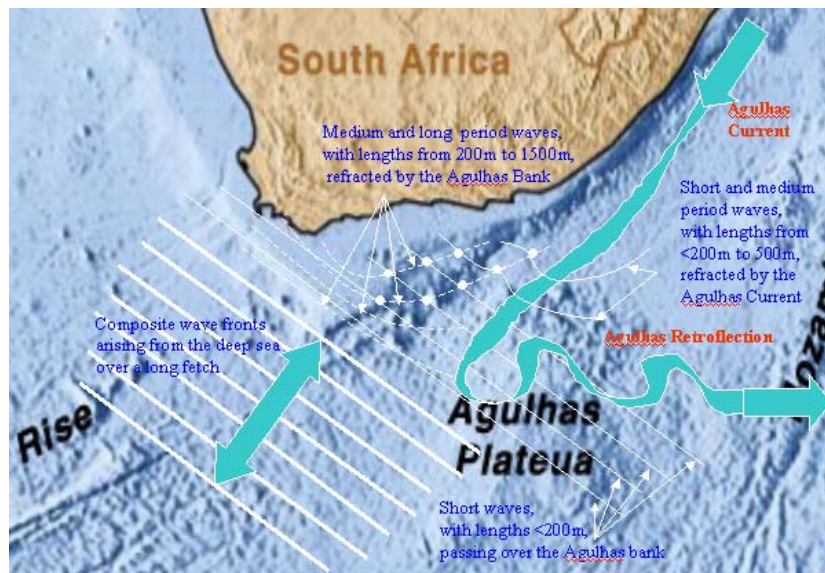 South Africa
Agulhas
Current
Medium and long period waves,
with lengths from 200m to 1500m,
refracted by the Agulhas Bank
Short and medium
period waves,
with lengths from
<200m to 500m,
refracted by the
Agulhas Current
Composite wave fronts
arising from the deep sea
over a long fetch
Agulhas Retroflection
Rise
Agulhas
Plateua
Short waves,
with lengths <200m,
passing over the Agulhas bank